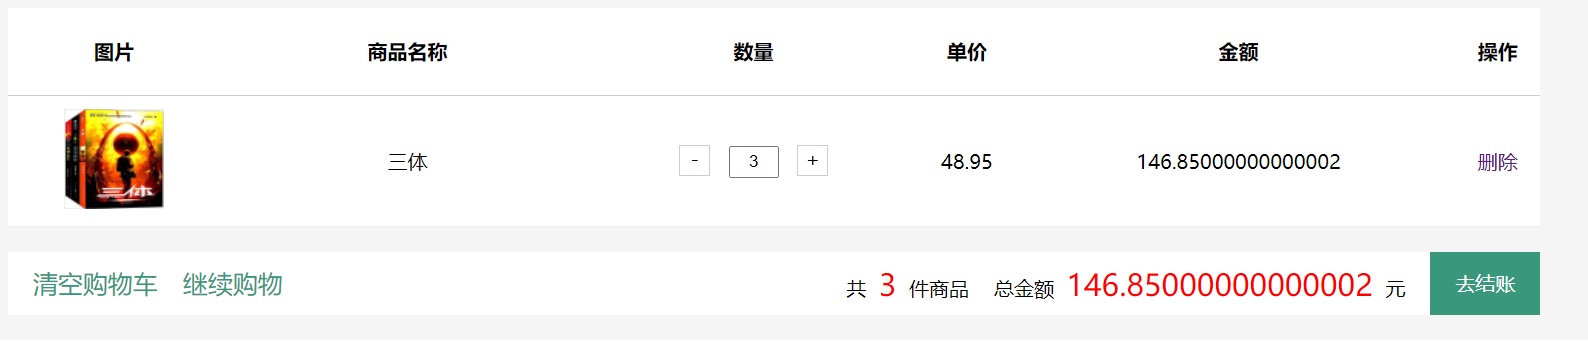 图片 商品名称 数量 单价 金额 操作
三体
三体 - 3 + 48.95 146.85000000000002 删除
清空购物车 继续购物 共 3 件商品 总金额 146.85000000000002 元 去结账